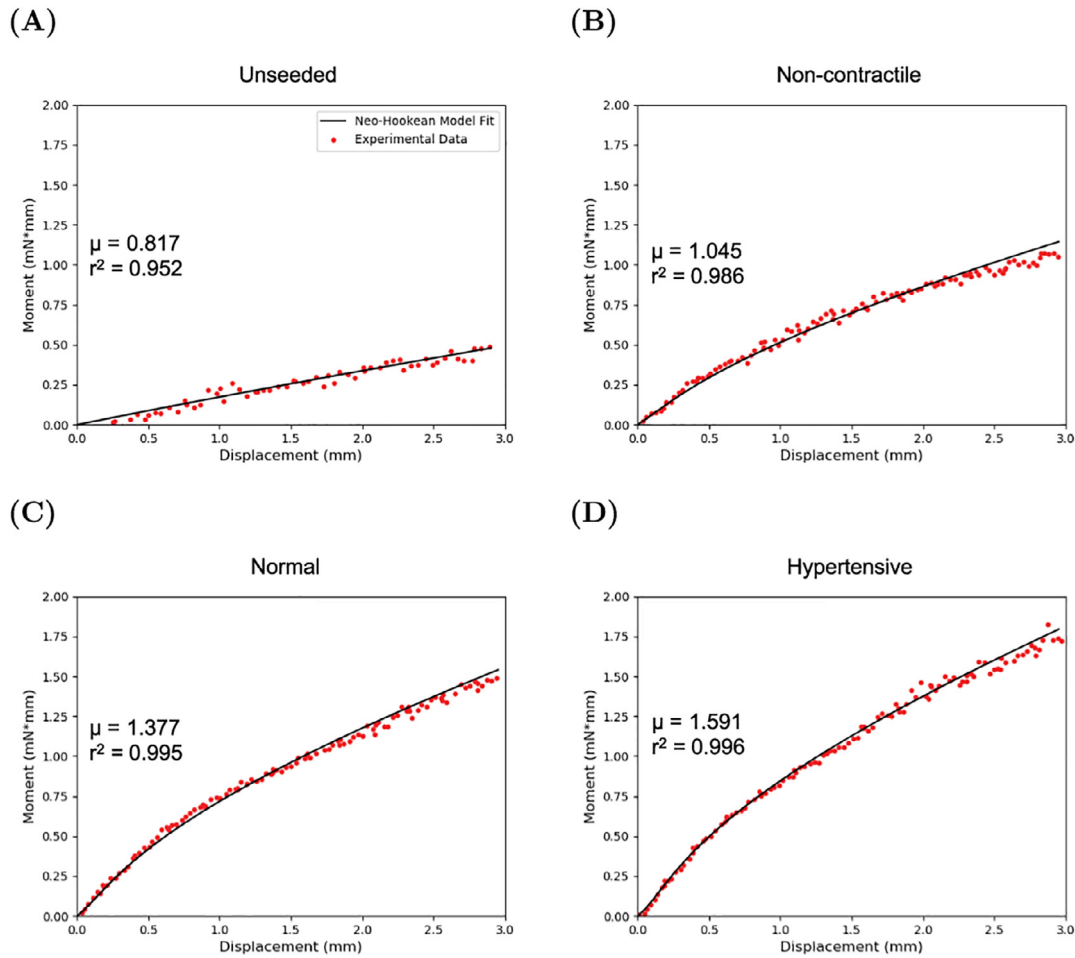 (A)
Unseeded
2.00
1.75
1.50
1.25
1.00
0.75
0.50
0.25
0.00
Moment (mN*mm)
Neo-Hookean Model Fit
Experimental Data
μ = 0.817
r² = 0.952
0.0 0.5 1.0 1.5 2.0 2.5 3.0
Displacement (mm)
(B)
Non-contractile
2.00
1.75
1.50
1.25
1.00
0.75
0.50
0.25
0.00
Moment (mN*mm)
μ = 1.045
r² = 0.986
0.0 0.5 1.0 1.5 2.0 2.5 3.0
Displacement (mm)
(C)
Normal
2.00
1.75
1.50
1.25
1.00
0.75
0.50
0.25
0.00
Moment (mN*mm)
μ = 1.377
r² = 0.995
0.0 0.5 1.0 1.5 2.0 2.5 3.0
Displacement (mm)
(D)
Hypertensive
2.00
1.75
1.50
1.25
1.00
0.75
0.50
0.25
0.00
Moment (mN*mm)
μ = 1.591
r² = 0.996
0.0 0.5 1.0 1.5 2.0 2.5 3.0
Displacement (mm)